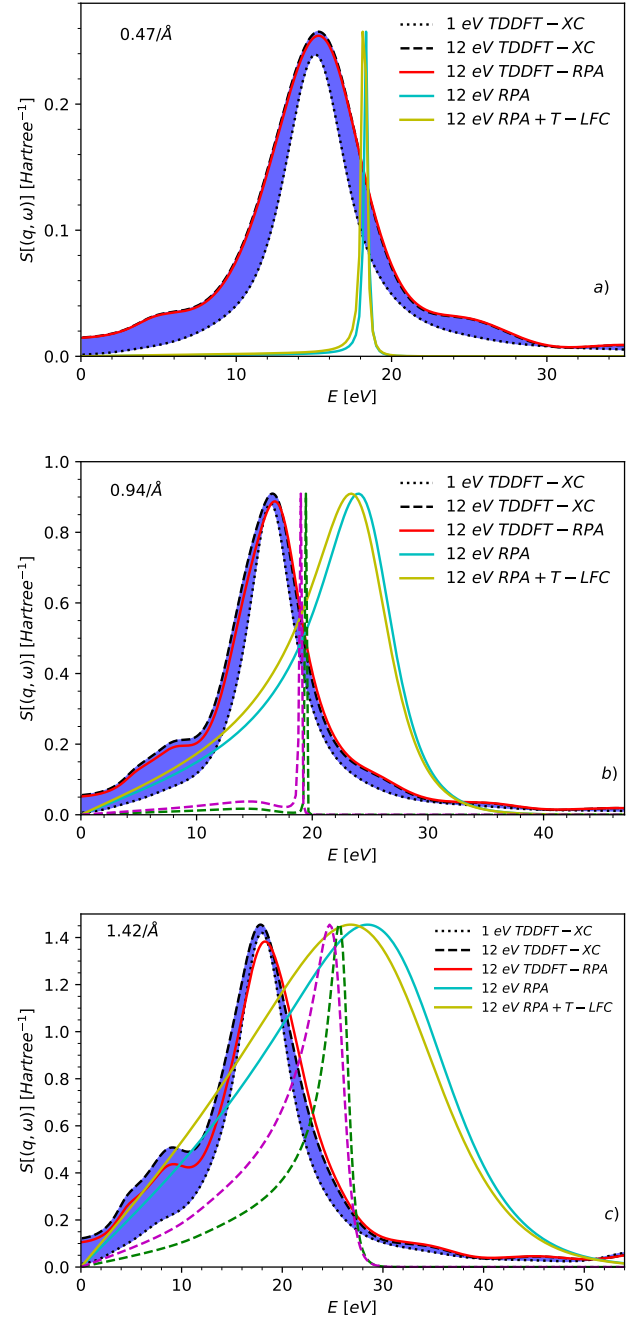 0.47/Å
1 eV TDDFT − XC
12 eV TDDFT − XC
12 eV TDDFT − RPA
12 eV RPA
12 eV RPA + T − LFC
a)
S[(q, ω)] [Hartree⁻¹]
0.0
0.1
0.2
0
10
20
30
E [eV]
0.94/Å
1 eV TDDFT − XC
12 eV TDDFT − XC
12 eV TDDFT − RPA
12 eV RPA
12 eV RPA + T − LFC
b)
S[(q, ω)] [Hartree⁻¹]
1.0
0.8
0.6
0.4
0.2
0.0
0
10
20
30
40
E [eV]
1.42/Å
1 eV TDDFT − XC
12 eV TDDFT − XC
12 eV TDDFT − RPA
12 eV RPA
12 eV RPA + T − LFC
c)
S[(q, ω)] [Hartree⁻¹]
1.4
1.2
1.0
0.8
0.6
0.4
0.2
0.0
0
10
20
30
40
50
E [eV]